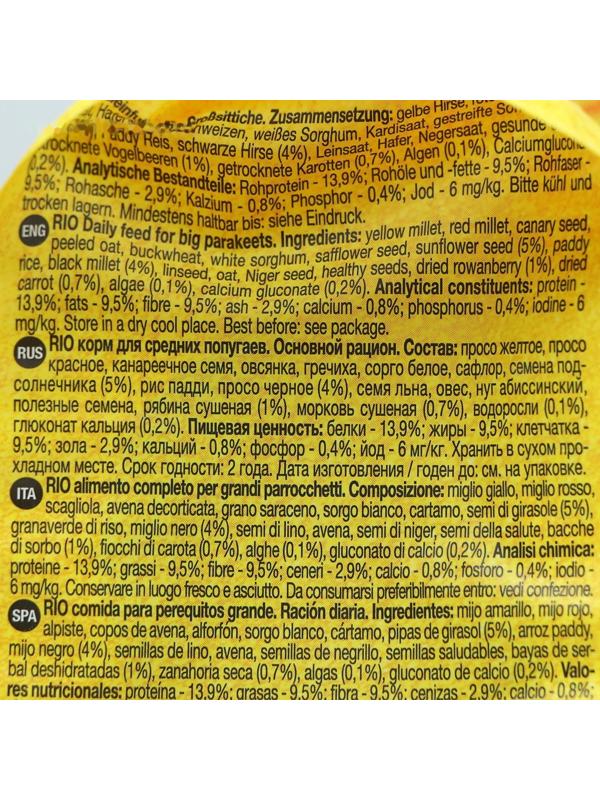 Großsittiche. Zusammensetzung: gelbe Hirse,
weißes Sorghum, Kardisaat, gestreifte
Reis, schwarze Hirse (4%), Leinsaat, Hafer, Negersaat, gesunde
trocknete Vogelbeeren (1%), getrocknete Karotten (0,7%), Algen (0,1%),
0,2%). Analytische Bestandteile: Rohprotein - 13,9%; Rohöle und -fette - 9,5%; Rohfaser -
9,5%; Rohasche - 2,9%; Kalzium - 0,8%; Phosphor - 0,4%; Jod - 6 mg/kg. Bitte kühl und
trocken lagern. Mindestens haltbar bis: siehe Eindruck.
ENG RIO Daily feed for big parakeets. Ingredients: yellow millet, red millet, canary seed,
peeled oat, buckwheat, white sorghum, safflower seed, sunflower seed (5%), paddy
rice, black millet (4%), linseed, oat, Niger seed, healthy seeds, dried rowanberry (1%), dried
carrot (0,7%), algae (0,1%), calcium gluconate (0,2%). Analytical constituents: protein -
13,9%; fats - 9,5%; fibre - 9,5%; ash - 2,9%; calcium - 0,8%; phosphorus - 0,4%; iodine - 6
mg/kg. Store in a dry cool place. Best before: see package.
RUS RIO корм для средних попугаев. Основной рацион. Состав: просо желтое, просо
красное, канареечное семя, овсянка, гречиха, сорго белое, сафлор, семена под-
солнечника (5%), рис падди, просо черное (4%), семя льна, овес, нуг абиссинский,
полезные семена, рябина сушеная (1%), морковь сушеная (0,7%), водоросли (0,1%),
глюконат кальция (0,2%). Пищевая ценность: белки - 13,9%; жиры - 9,5%; клетчатка -
9,5%; зола - 2,9%; кальций - 0,8%; фосфор - 0,4%; йод - 6 мг/кг. Хранить в сухом про-
хладном месте. Срок годности: 2 года. Дата изготовления / годен до: см. на упаковке.
ITA RIO alimento completo per grandi parrocchetti. Composizione: miglio giallo, miglio rosso,
scagliola, avena decorticata, grano saraceno, sorgo bianco, cartamo, semi di girasole (5%),
granaverde di riso, miglio nero (4%), semi di lino, avena, semi di niger, semi della salute, bacche
di sorbo (1%), fiocchi di carota (0,7%), alghe (0,1%), gluconato di calcio (0,2%). Analisi chimica:
proteine - 13,9%; grassi - 9,5%; fibre - 9,5%; ceneri - 2,9%; calcio - 0,8%; fosforo - 0,4%; iodio -
6 mg/kg. Conservare in luogo fresco e asciutto. Da consumarsi preferibilmente entro: vedi confezione.
SPA RIO comida para perequitos grande. Ración diaria. Ingredientes: mijo amarillo, mijo rojo,
alpiste, copos de avena, alforfón, sorgo blanco, cártamo, pipas de girasol (5%), arroz paddy,
mijo negro (4%), semillas de lino, avena, semillas de negrillo, semillas saludables, bayas de ser-
bal deshidratadas (1%), zanahoria seca (0,7%), algas (0,1%), gluconato de calcio (0,2%). Valo-
res nutricionales: proteína - 13,9%; grasas - 9,5%; fibra - 9,5%; cenizas - 2,9%; calcio - 0,8%;